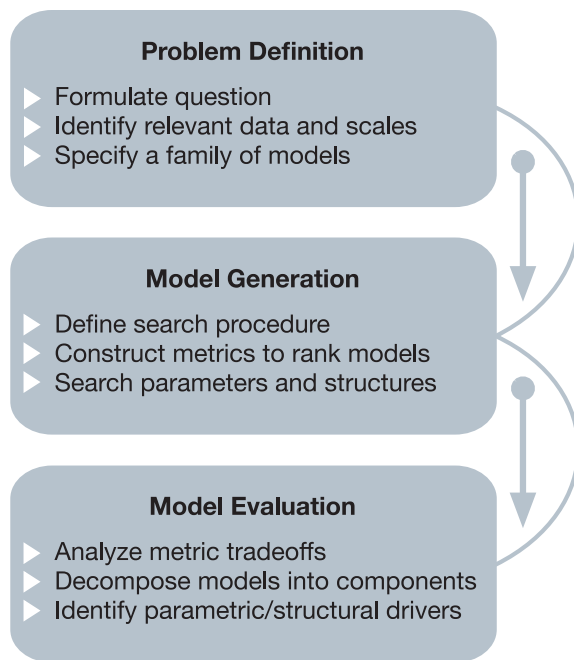 Problem Definition
Formulate question
Identify relevant data and scales
Specify a family of models
Model Generation
Define search procedure
Construct metrics to rank models
Search parameters and structures
Model Evaluation
Analyze metric tradeoffs
Decompose models into components
Identify parametric/structural drivers